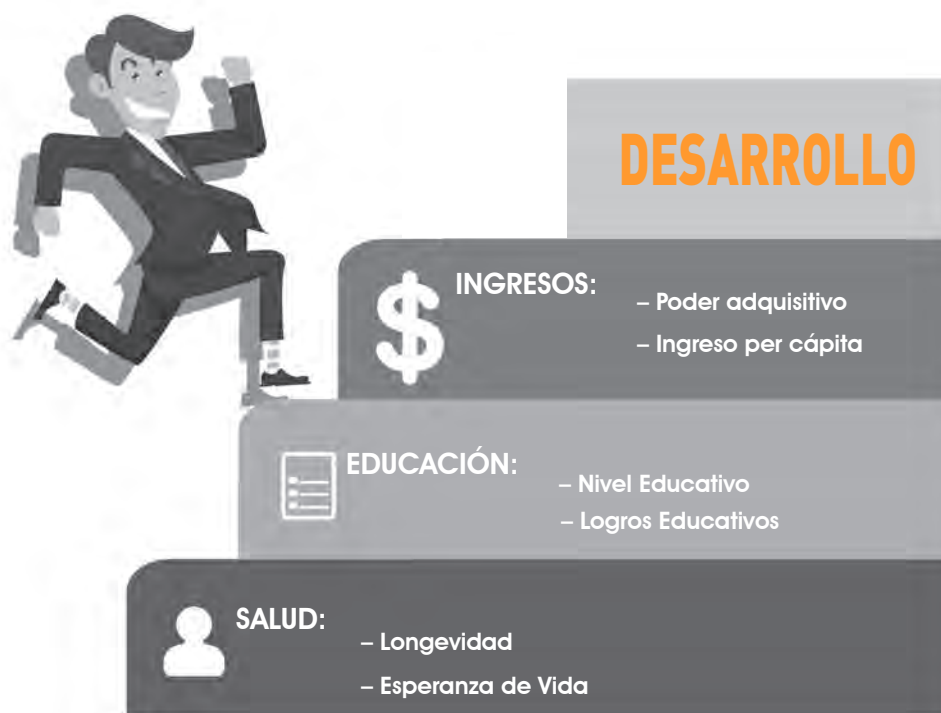 DESARROLLO
$
INGRESOS:
– Poder adquisitivo
– Ingreso per cápita
EDUCACIÓN:
– Nivel Educativo
– Logros Educativos
SALUD:
– Longevidad
– Esperanza de Vida